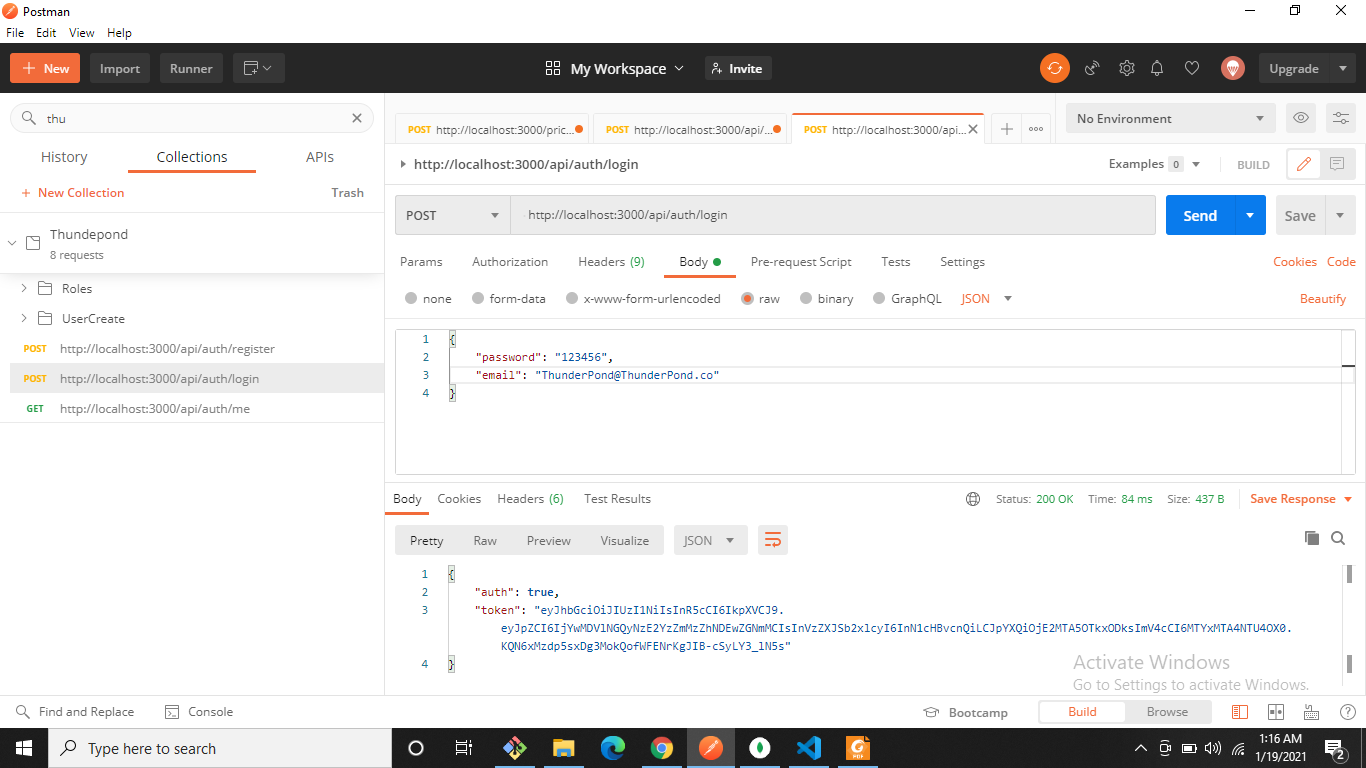 Postman
File Edit View Help
New Import Runner My Workspace Invite Upgrade
thu
History Collections APIs
New Collection Trash
Thundepond
8 requests
Roles
UserCreate
POST http://localhost:3000/api/auth/register
POST http://localhost:3000/api/auth/login
GET http://localhost:3000/api/auth/me
POST http://localhost:3000/pric... POST http://localhost:3000/api/... POST http://localhost:3000/api... No Environment
http://localhost:3000/api/auth/login Examples 0 BUILD
POST http://localhost:3000/api/auth/login Send Save
Params Authorization Headers (9) Body Pre-request Script Tests Settings Cookies Code
none form-data x-www-form-urlencoded raw binary GraphQL JSON Beautify
1 {
2 "password": "123456",
3 "email": "ThunderPond@ThunderPond.co"
4 }
Body Cookies Headers (6) Test Results Status: 200 OK Time: 84 ms Size: 437 B Save Response
Pretty Raw Preview Visualize JSON
1 {
2 "auth": true,
3 "token": "eyJhbGciOiJIUzI1NiIsInR5cCI6IkpXVCJ9.
eyJpZCI6IjYwMDVlNGQyNzE2YzZmMzZhNDEwZGNmMCIsInVzZXJSb2xlcyI6InN1cHBvcnQiLCJpYXQiOjE2MTA5OTkxODksImV4cCI6MTYxMTA4NTU4OX0.
KQN6xMzdp5sxDg3MokQofWFENrKgJIB-cSyLY3_lN5s"
4 }
Activate Windows
Go to Settings to activate Windows.
Find and Replace Console Bootcamp Build Browse
Type here to search
1:16 AM
1/19/2021
2
PDF